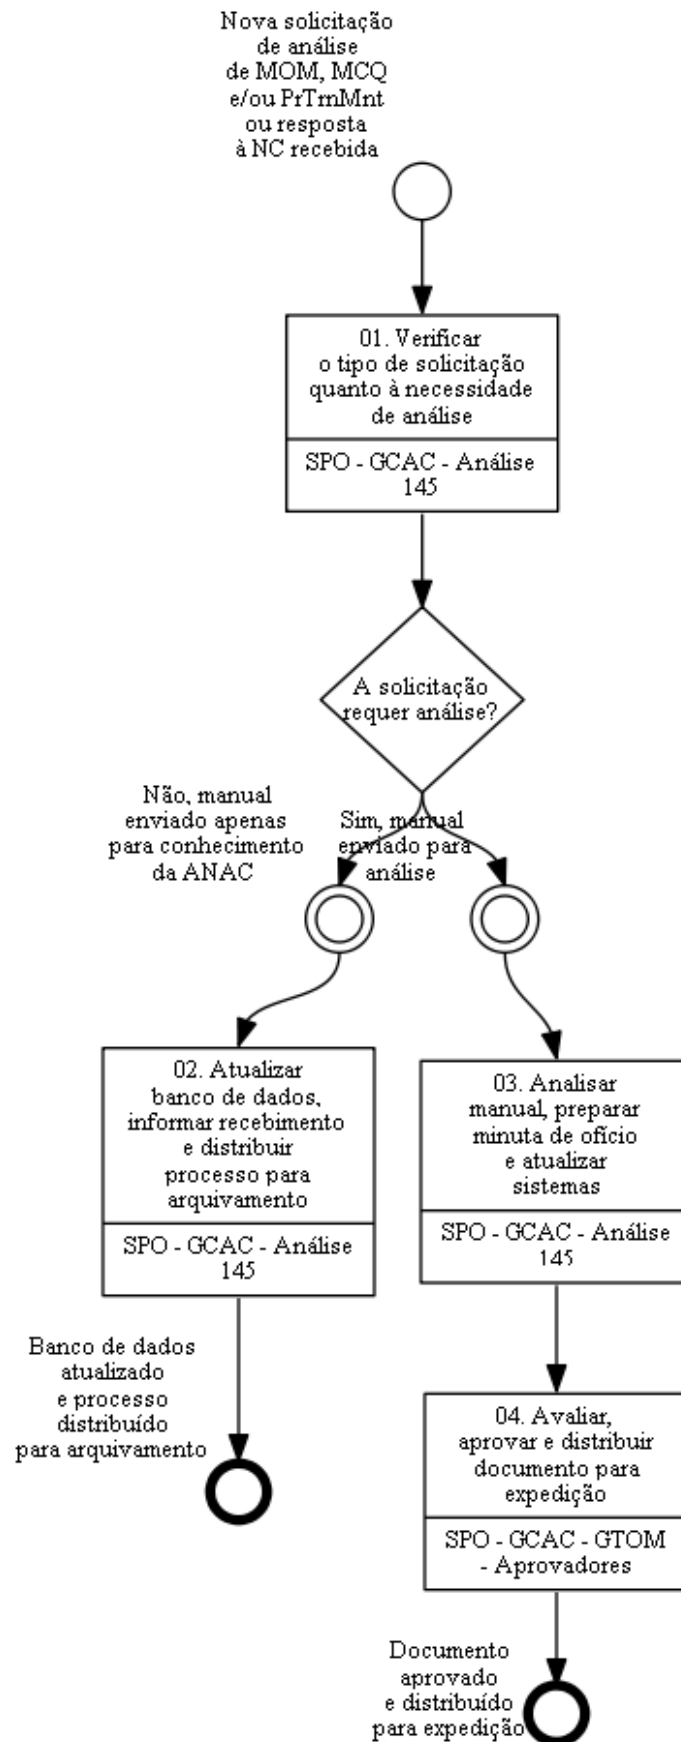 Nova solicitação
de análise
de MOM, MCQ
e/ou PrTrnMnt
ou resposta
à NC recebida
01. Verificar
o tipo de solicitação
quanto à necessidade
de análise
SPO - GCAC - Análise
145
A solicitação
requer análise?
Não, manual
enviado apenas
para conhecimento
da ANAC
Sim, manual
enviado para
análise
02. Atualizar
banco de dados,
informar recebimento
e distribuir
processo para
arquivamento
SPO - GCAC - Análise
145
03. Analisar
manual, preparar
minuta de ofício
e atualizar
sistemas
SPO - GCAC - Análise
145
Banco de dados
atualizado
e processo
distribuído
para arquivamento
04. Avaliar,
aprovar e distribuir
documento para
expedição
SPO - GCAC - GTOM
- Aprovadores
Documento
aprovado
e distribuído
para expedição